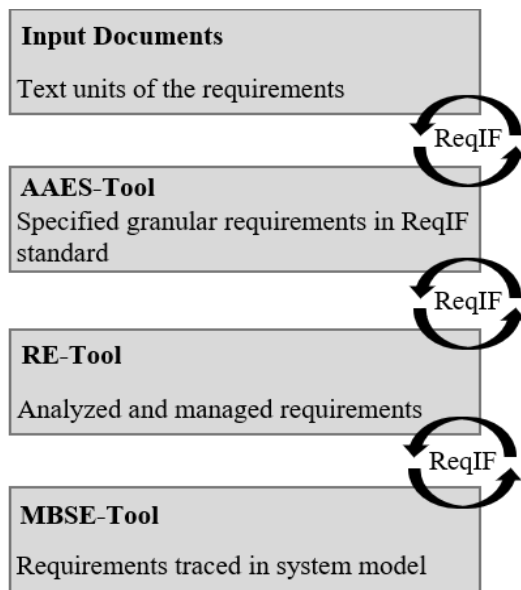 Input Documents
Text units of the requirements
ReqIF
AAES-Tool
Specified granular requirements in ReqIF
standard
ReqIF
RE-Tool
Analyzed and managed requirements
ReqIF
MBSE-Tool
Requirements traced in system model